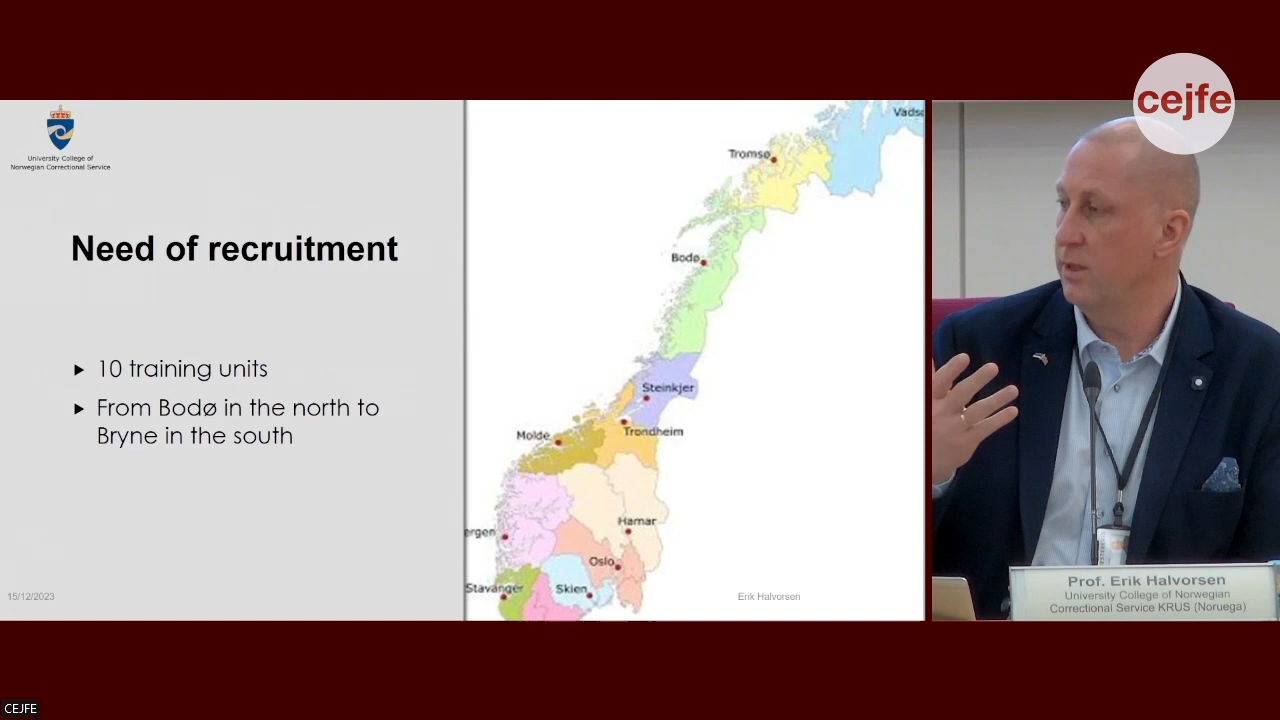 cejfe
University College of
Norwegian Correctional Service
Need of recruitment
10 training units
From Bodø in the north to
Bryne in the south
15/12/2023
Tromsø
Bodø
Steinkjer
Molde
Trondheim
Hamar
Oslo
Stavanger
Skien
Erik Halvorsen
Prof. Erik Halvorsen
University College of Norwegian
Correctional Service KRUS (Noruega)
CEJFE